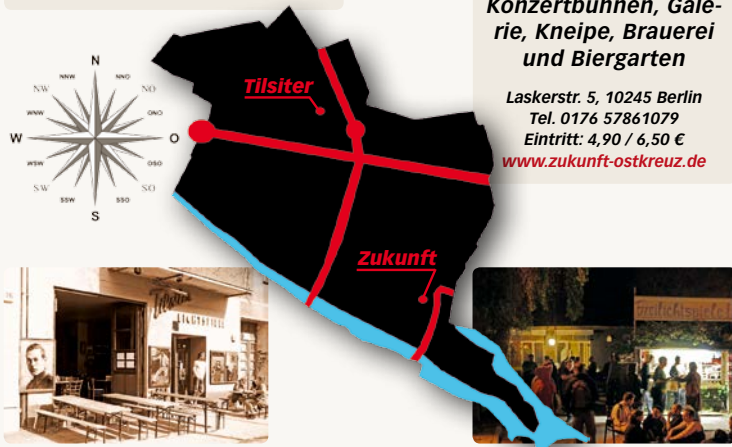 Konzertbühnen, Gale-
rie, Kneipe, Brauerei
und Biergarten
Laskerstr. 5, 10245 Berlin
Tel. 0176 57861079
Eintritt: 4,90 / 6,50 €
www.zukunft-ostkreuz.de
Tilsiter
Zukunft
N
NNO
NO
ONO
O
OSO
SO
SSO
S
SSW
SW
WSW
W
WNW
NW
NNW
LICHTSPIELE
Freilichtspiele